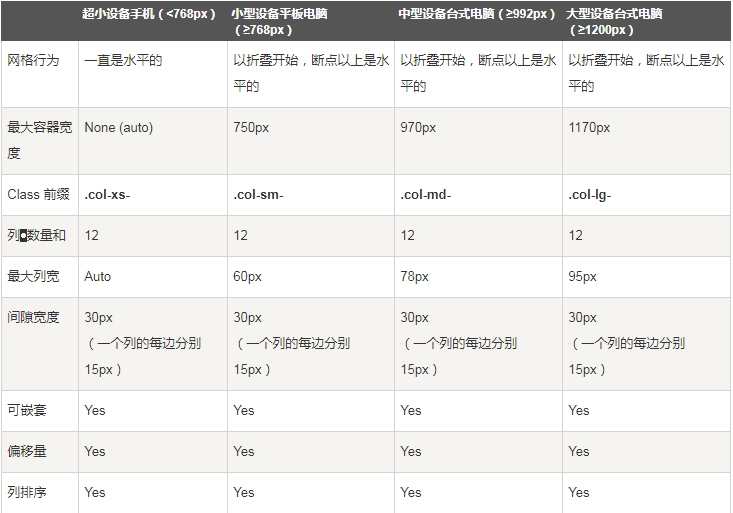 超小设备手机（<768px）
小型设备平板电脑
（≥768px）
中型设备台式电脑（≥992px）
大型设备台式电脑
（≥1200px）
网格行为
一直是水平的
以折叠开始，断点以上是水
平的
以折叠开始，断点以上是水
平的
以折叠开始，断点以上是水
平的
最大容器宽
度
None (auto)
750px
970px
1170px
Class 前缀
.col-xs-
.col-sm-
.col-md-
.col-lg-
列数量和
12
12
12
12
最大列宽
Auto
60px
78px
95px
间隙宽度
30px
（一个列的每边分别
15px）
30px
（一个列的每边分别
15px）
30px
（一个列的每边分别
15px）
30px
（一个列的每边分别
15px）
可嵌套
Yes
Yes
Yes
Yes
偏移量
Yes
Yes
Yes
Yes
列排序
Yes
Yes
Yes
Yes